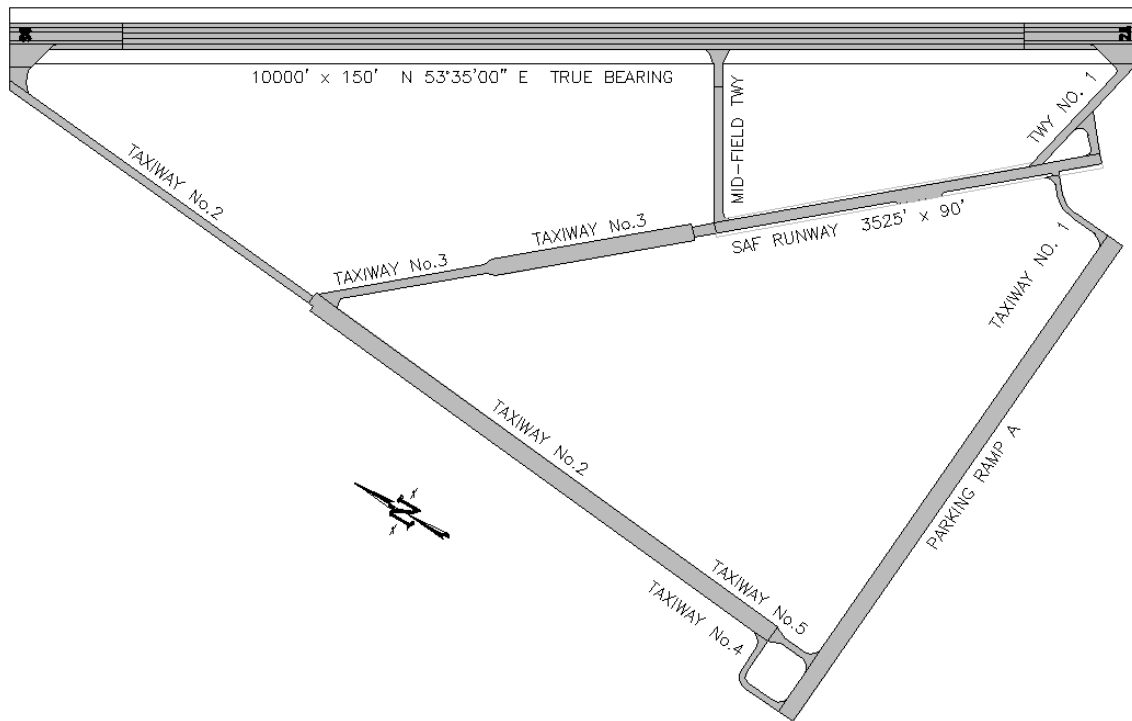 10000' x 150' N 53°35'00" E TRUE BEARING
MID-FIELD TWY
TWY NO. 1
TAXIWAY No.2
TAXIWAY No.3
SAF RUNWAY 3525' x 90'
TAXIWAY No.3
TAXIWAY NO. 1
TAXIWAY No.2
PARKING RAMP A
N
TAXIWAY No.5
TAXIWAY No.4